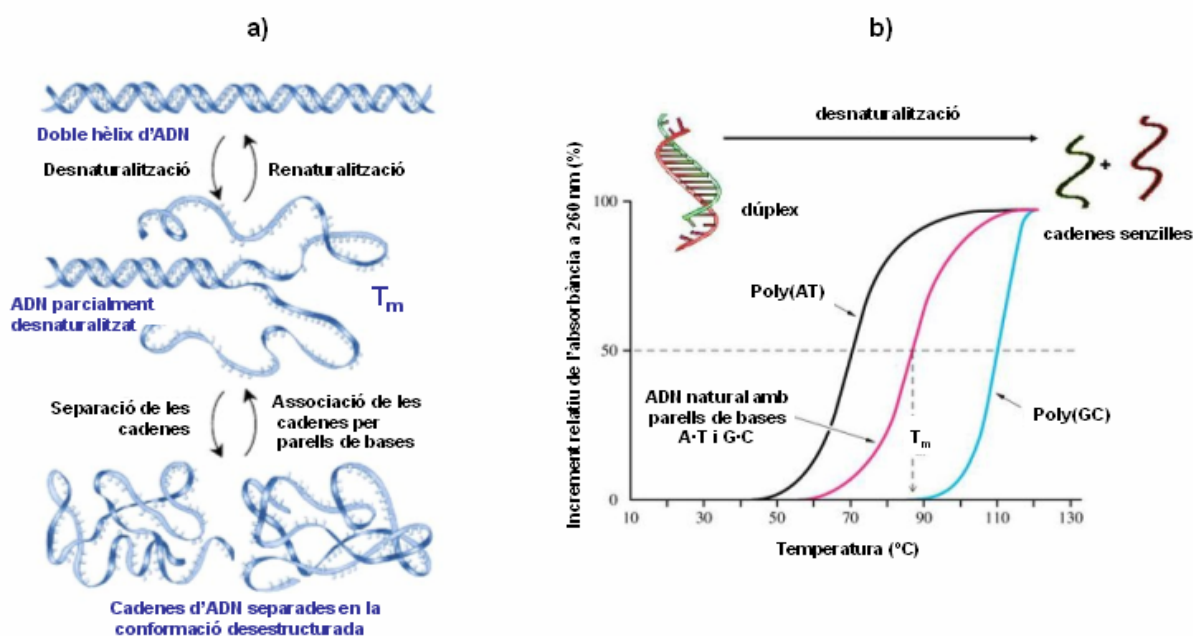 a)
Doble hèlix d'ADN
Desnaturalització
Renaturalització
ADN parcialment
desnaturalitzat
Tm
Separació de les
cadenes
Associació de les
cadenes per
parells de bases
Cadenes d'ADN separades en la
conformació desestructurada
b)
desnaturalització
dúplex
+
cadenes senzilles
Increment relatiu de l'absorbància a 260 nm (%)
100
50
0
Poly(AT)
ADN natural amb
parells de bases
A·T i G·C
Tm
Poly(GC)
10 30 50 70 90 110 130
Temperatura (ºC)